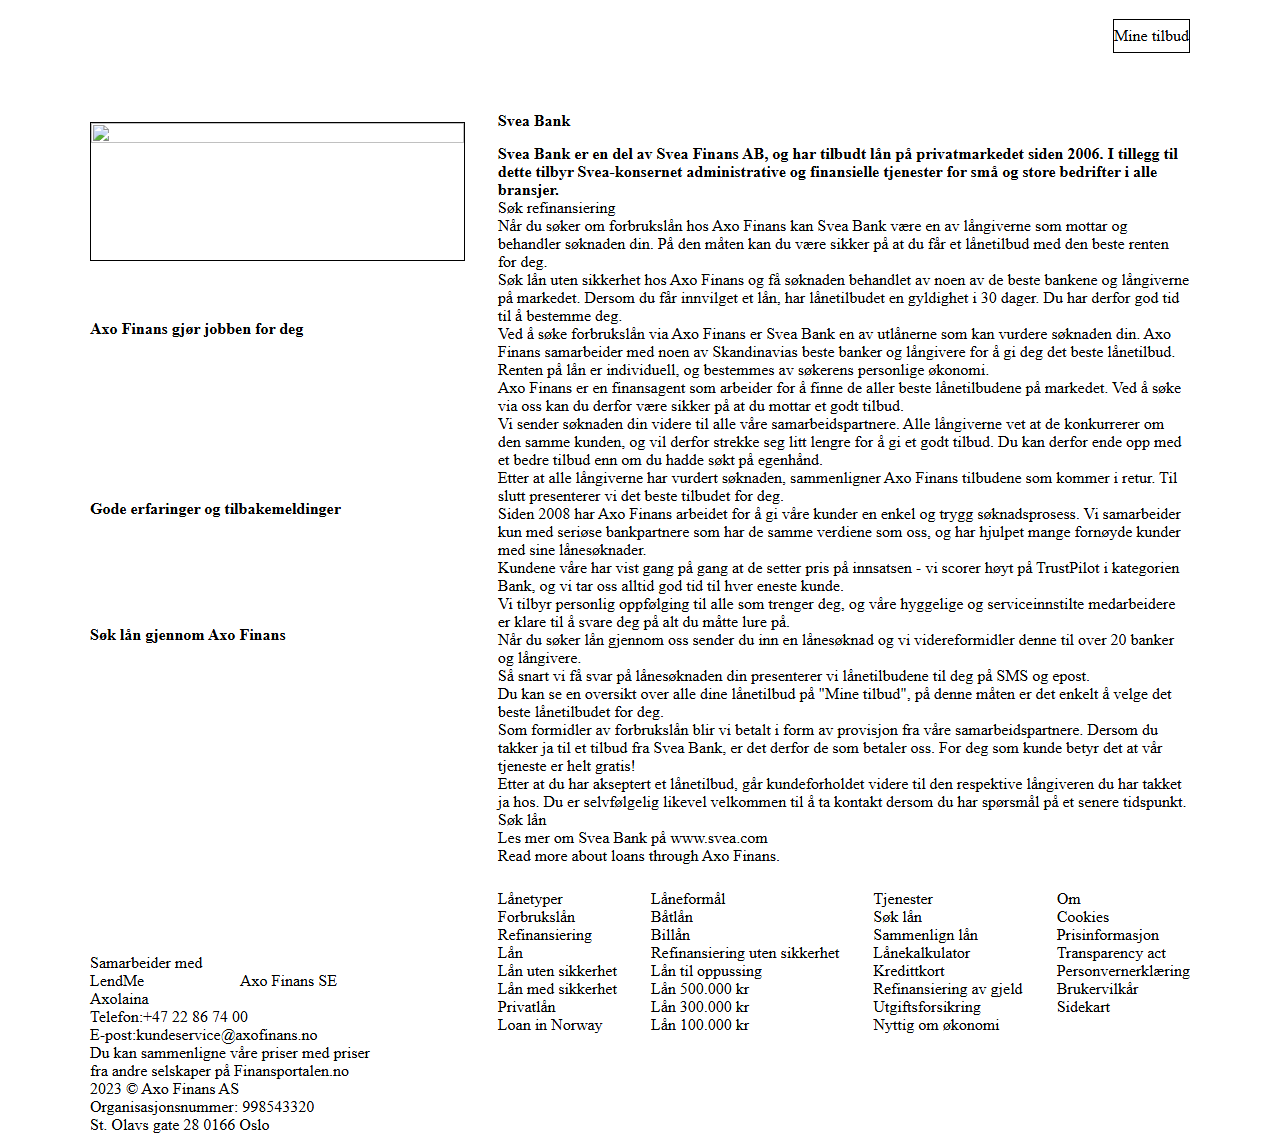 Mine tilbud
Svea Bank
Svea Bank er en del av Svea Finans AB, og har tilbudt lån på privatmarkedet siden 2006. I tillegg til
dette tilbyr Svea-konsernet administrative og finansielle tjenester for små og store bedrifter i alle
bransjer.
Søk refinansiering
Når du søker om forbrukslån hos Axo Finans kan Svea Bank være en av långiverne som mottar og
behandler søknaden din. På den måten kan du være sikker på at du får et lånetilbud med den beste renten
for deg.
Søk lån uten sikkerhet hos Axo Finans og få søknaden behandlet av noen av de beste bankene og långiverne
på markedet. Dersom du får innvilget et lån, har lånetilbudet en gyldighet i 30 dager. Du har derfor god tid
til å bestemme deg.
Axo Finans gjør jobben for deg
Ved å søke forbrukslån via Axo Finans er Svea Bank en av utlånerne som kan vurdere søknaden din. Axo
Finans samarbeider med noen av Skandinavias beste banker og långivere for å gi deg det beste lånetilbud.
Renten på lån er individuell, og bestemmes av søkerens personlige økonomi.
Axo Finans er en finansagent som arbeider for å finne de aller beste lånetilbudene på markedet. Ved å søke
via oss kan du derfor være sikker på at du mottar et godt tilbud.
Vi sender søknaden din videre til alle våre samarbeidspartnere. Alle långiverne vet at de konkurrerer om
den samme kunden, og vil derfor strekke seg litt lengre for å gi et godt tilbud. Du kan derfor ende opp med
et bedre tilbud enn om du hadde søkt på egenhånd.
Etter at alle långiverne har vurdert søknaden, sammenligner Axo Finans tilbudene som kommer i retur. Til
slutt presenterer vi det beste tilbudet for deg.
Gode erfaringer og tilbakemeldinger
Siden 2008 har Axo Finans arbeidet for å gi våre kunder en enkel og trygg søknadsprosess. Vi samarbeider
kun med seriøse bankpartnere som har de samme verdiene som oss, og har hjulpet mange fornøyde kunder
med sine lånesøknader.
Kundene våre har vist gang på gang at de setter pris på innsatsen - vi scorer høyt på TrustPilot i kategorien
Bank, og vi tar oss alltid god tid til hver eneste kunde.
Vi tilbyr personlig oppfølging til alle som trenger deg, og våre hyggelige og serviceinnstilte medarbeidere
er klare til å svare deg på alt du måtte lure på.
Søk lån gjennom Axo Finans
Når du søker lån gjennom oss sender du inn en lånesøknad og vi videreformidler denne til over 20 banker
og långivere.
Så snart vi få svar på lånesøknaden din presenterer vi lånetilbudene til deg på SMS og epost.
Du kan se en oversikt over alle dine lånetilbud på "Mine tilbud", på denne måten er det enkelt å velge det
beste lånetilbudet for deg.
Som formidler av forbrukslån blir vi betalt i form av provisjon fra våre samarbeidspartnere. Dersom du
takker ja til et tilbud fra Svea Bank, er det derfor de som betaler oss. For deg som kunde betyr det at vår
tjeneste er helt gratis!
Etter at du har akseptert et lånetilbud, går kundeforholdet videre til den respektive långiveren du har takket
ja hos. Du er selvfølgelig likevel velkommen til å ta kontakt dersom du har spørsmål på et senere tidspunkt.
Søk lån
Les mer om Svea Bank på www.svea.com
Read more about loans through Axo Finans.
Lånetyper
Forbrukslån
Refinansiering
Lån
Lån uten sikkerhet
Lån med sikkerhet
Privatlån
Loan in Norway
Låneformål
Båtlån
Billån
Refinansiering uten sikkerhet
Lån til oppussing
Lån 500.000 kr
Lån 300.000 kr
Lån 100.000 kr
Tjenester
Søk lån
Sammenlign lån
Lånekalkulator
Kredittkort
Refinansiering av gjeld
Utgiftsforsikring
Nyttig om økonomi
Om
Cookies
Prisinformasjon
Transparency act
Personvernerklæring
Brukervilkår
Sidekart
Samarbeider med
LendMe Axo Finans SE
Axolaina
Telefon:+47 22 86 74 00
E-post:kundeservice@axofinans.no
Du kan sammenligne våre priser med priser
fra andre selskaper på Finansportalen.no
2023 © Axo Finans AS
Organisasjonsnummer: 998543320
St. Olavs gate 28 0166 Oslo